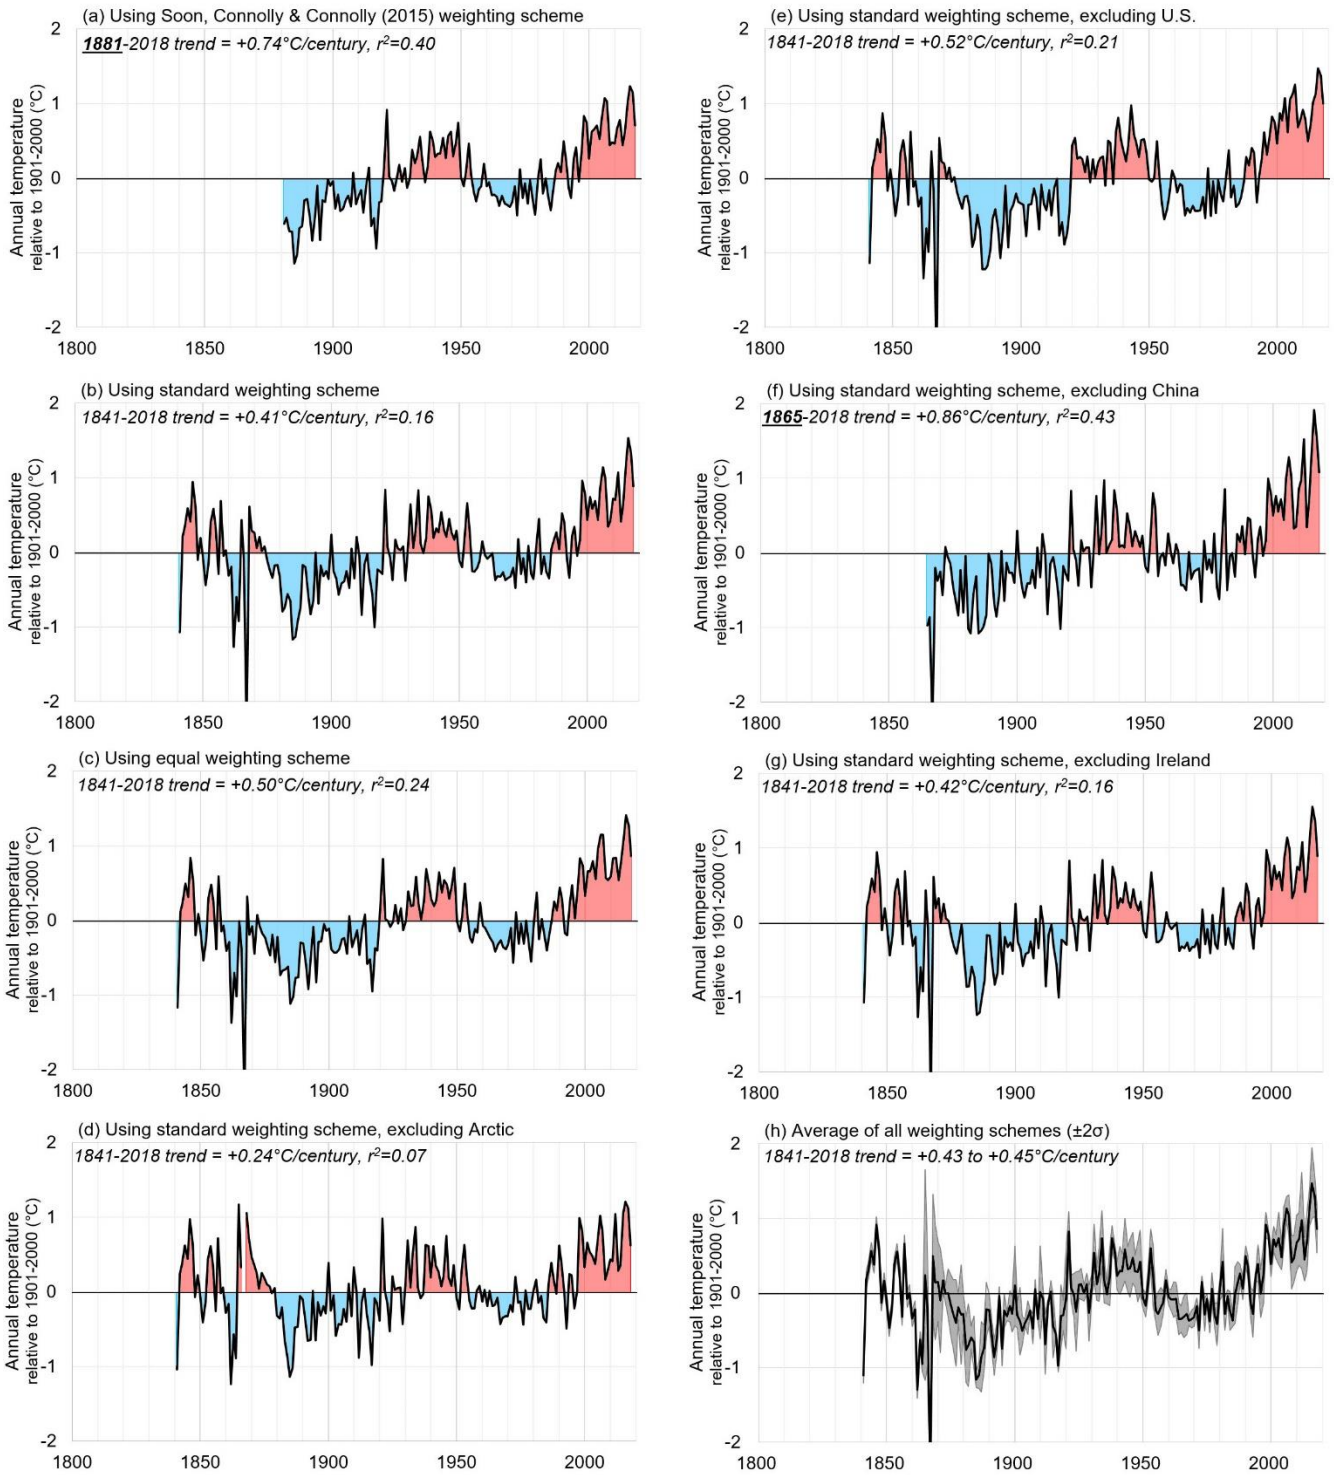 (a) Using Soon, Connolly & Connolly (2015) weighting scheme
1881-2018 trend = +0.74°C/century, r²=0.40
Annual temperature
relative to 1901-2000 (°C)
2
1
0
-1
-2
1800 1850 1900 1950 2000
(b) Using standard weighting scheme
1841-2018 trend = +0.41°C/century, r²=0.16
Annual temperature
relative to 1901-2000 (°C)
2
1
0
-1
-2
1800 1850 1900 1950 2000
(c) Using equal weighting scheme
1841-2018 trend = +0.50°C/century, r²=0.24
Annual temperature
relative to 1901-2000 (°C)
2
1
0
-1
-2
1800 1850 1900 1950 2000
(d) Using standard weighting scheme, excluding Arctic
1841-2018 trend = +0.24°C/century, r²=0.07
Annual temperature
relative to 1901-2000 (°C)
2
1
0
-1
-2
1800 1850 1900 1950 2000
(e) Using standard weighting scheme, excluding U.S.
1841-2018 trend = +0.52°C/century, r²=0.21
Annual temperature
relative to 1901-2000 (°C)
2
1
0
-1
-2
1800 1850 1900 1950 2000
(f) Using standard weighting scheme, excluding China
1865-2018 trend = +0.86°C/century, r²=0.43
Annual temperature
relative to 1901-2000 (°C)
2
1
0
-1
-2
1800 1850 1900 1950 2000
(g) Using standard weighting scheme, excluding Ireland
1841-2018 trend = +0.42°C/century, r²=0.16
Annual temperature
relative to 1901-2000 (°C)
2
1
0
-1
-2
1800 1850 1900 1950 2000
(h) Average of all weighting schemes (±2σ)
1841-2018 trend = +0.43 to +0.45°C/century
Annual temperature
relative to 1901-2000 (°C)
2
1
0
-1
-2
1800 1850 1900 1950 2000